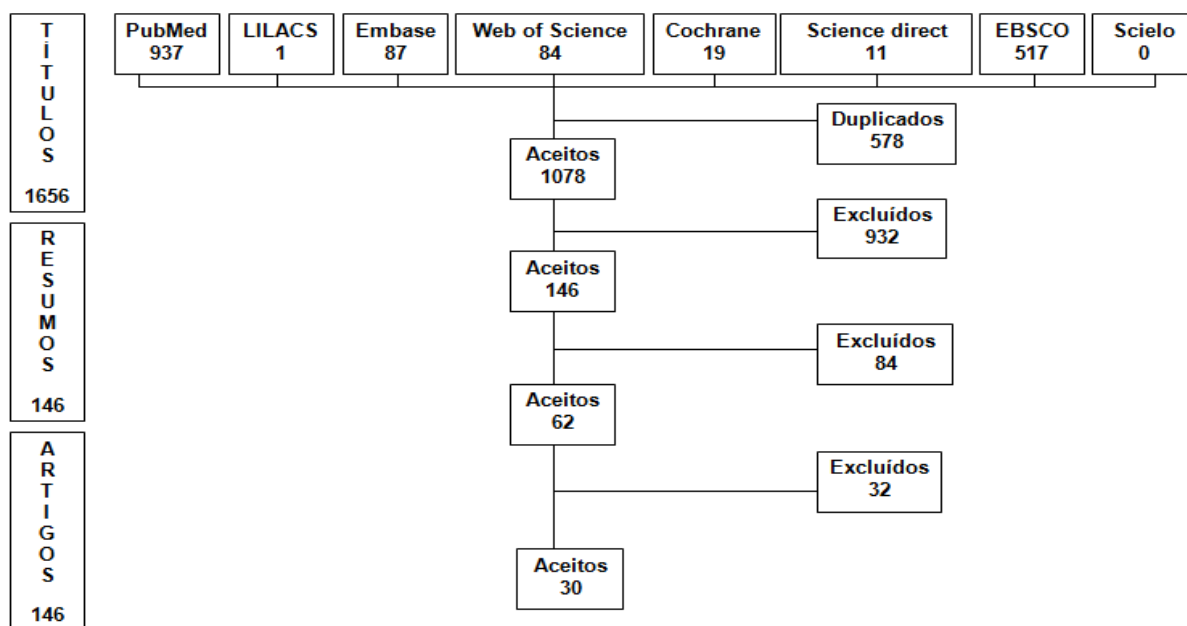 T
Í
T
U
L
O
S
1656
PubMed
937
LILACS
1
Embase
87
Web of Science
84
Cochrane
19
Science direct
11
EBSCO
517
Scielo
0
Duplicados
578
Aceitos
1078
Excluídos
932
R
E
S
U
M
O
S
146
Aceitos
146
Excluídos
84
Aceitos
62
A
R
T
I
G
O
S
146
Excluídos
32
Aceitos
30